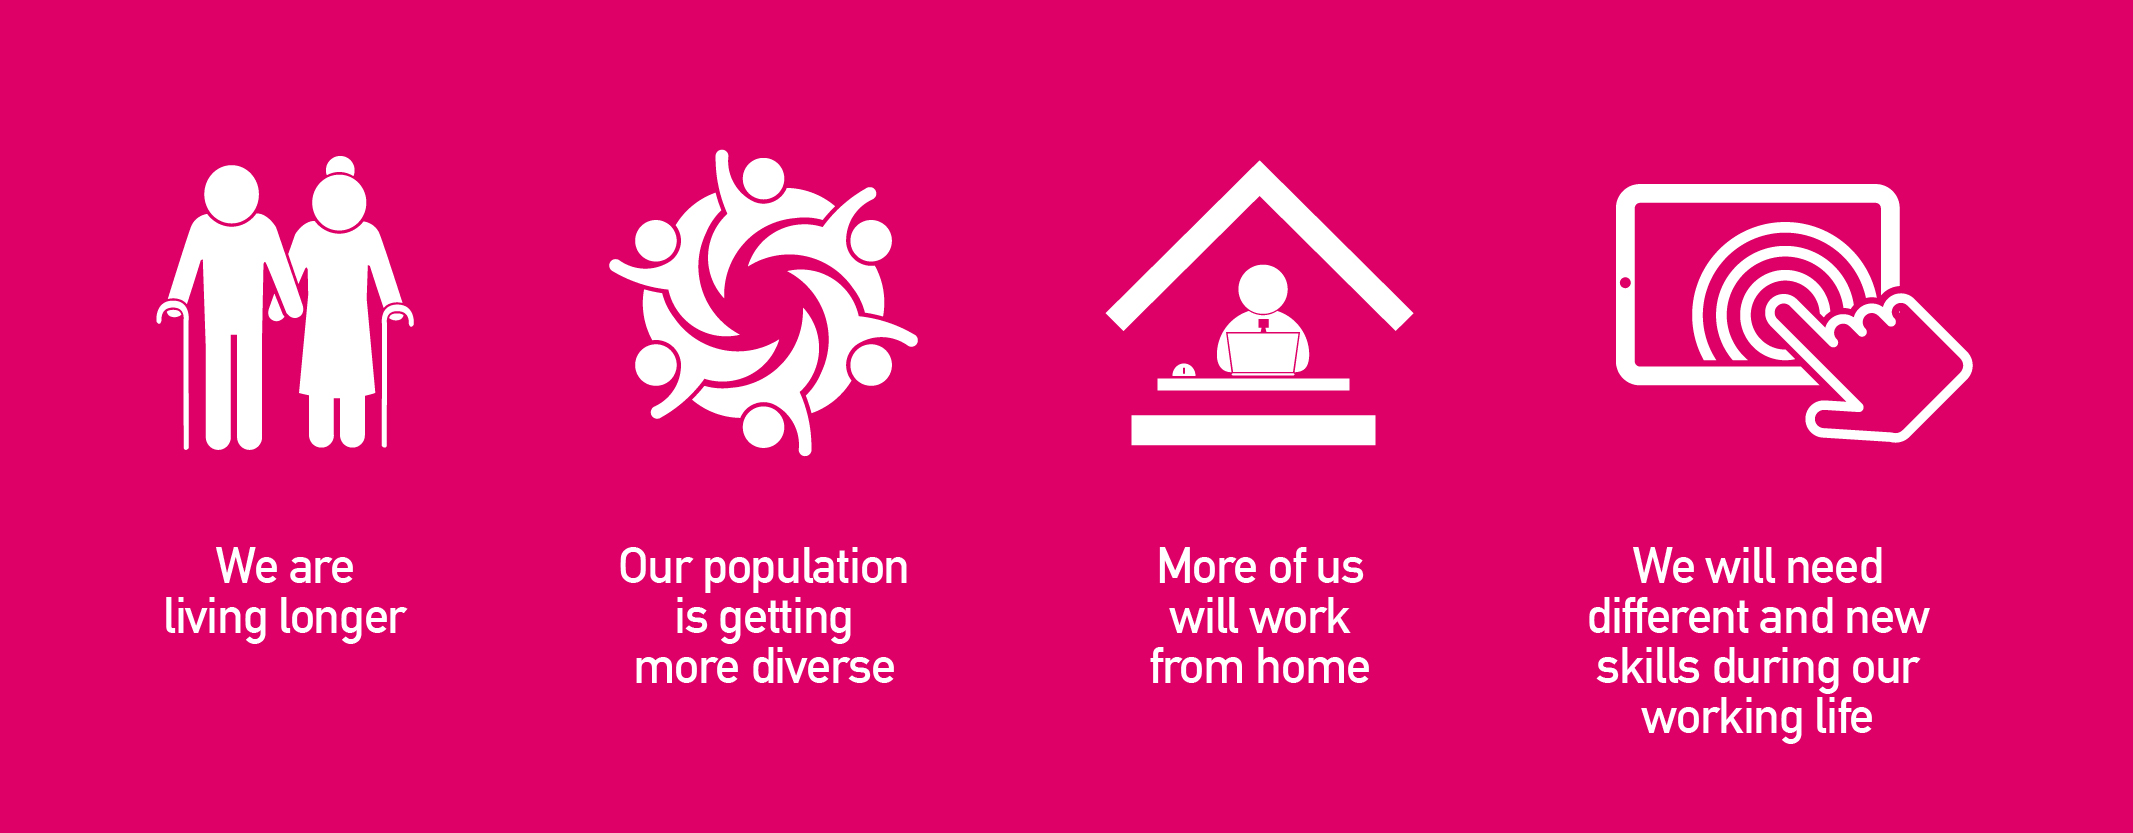 We are
living longer
Our population
is getting
more diverse
More of us
will work
from home
We will need
different and new
skills during our
working life